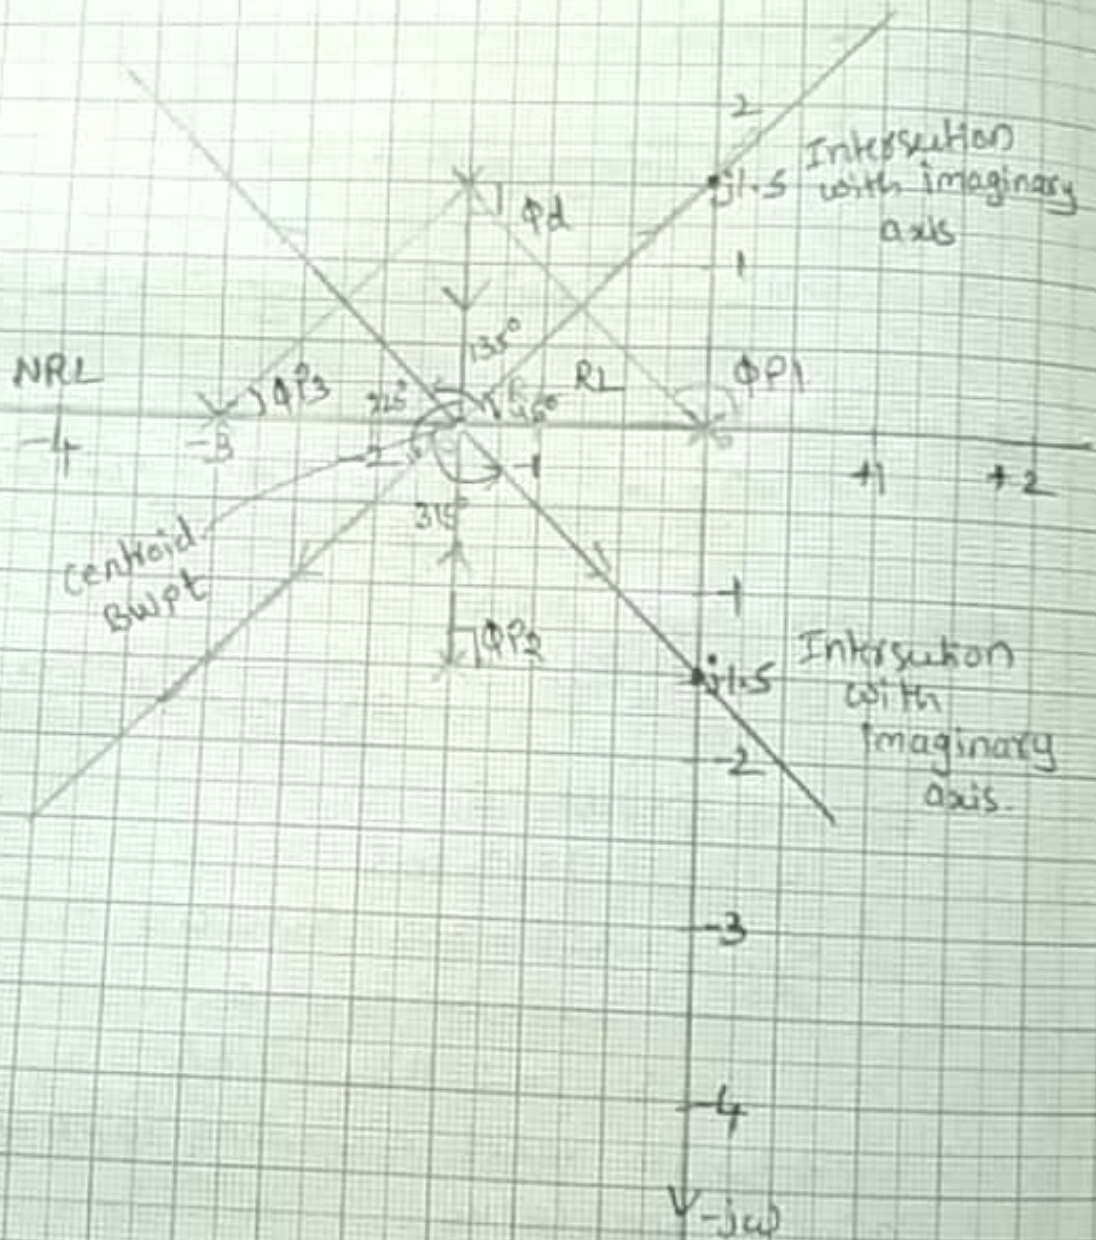 2
Intersection
with imaginary
axis
j1.5
Φd
1
135°
NRL
ΦP3
225°
45°
RL
ΦP1
-4
-3
-2
-1
+1
+2
315°
centroid
BWPt
-1
ΦP2
j1.5
Intersution
with
imaginary
axis.
-2
-3
-4
-jω